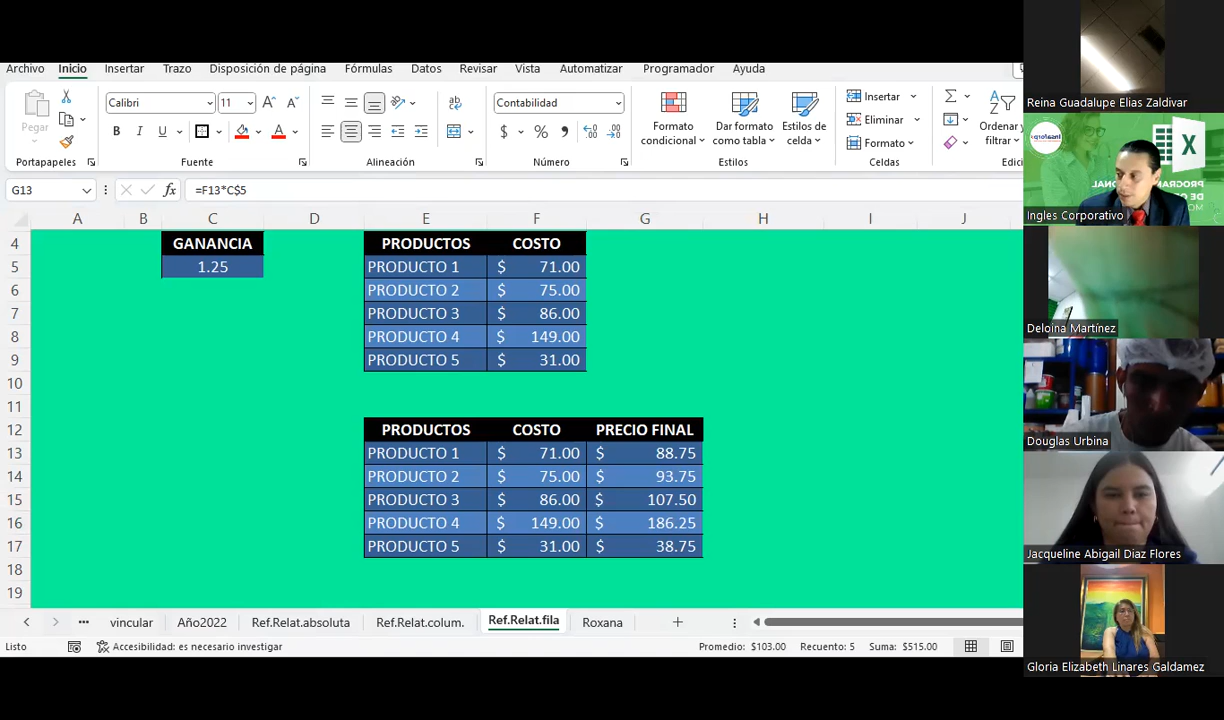 Archivo Inicio Insertar Trazo Disposición de página Fórmulas Datos Revisar Vista Automatizar Programador Ayuda
Pegar
Portapapeles
Calibri 11
N K S
Fuente
Alineación
Contabilidad
$ % 
Número
Formato condicional
Dar formato como tabla
Estilos de celda
Estilos
Insertar
Eliminar
Formato
Celdas
Ordenar y
filtrar
Edici
G13 fx =F13*C$5
A B C D E F G H I J
4 GANANCIA PRODUCTOS COSTO
5 1.25 PRODUCTO 1 $ 71.00
6 PRODUCTO 2 $ 75.00
7 PRODUCTO 3 $ 86.00
8 PRODUCTO 4 $ 149.00
9 PRODUCTO 5 $ 31.00
10
11
12 PRODUCTOS COSTO PRECIO FINAL
13 PRODUCTO 1 $ 71.00 $ 88.75
14 PRODUCTO 2 $ 75.00 $ 93.75
15 PRODUCTO 3 $ 86.00 $ 107.50
16 PRODUCTO 4 $ 149.00 $ 186.25
17 PRODUCTO 5 $ 31.00 $ 38.75
18
19
... vincular Año2022 Ref.Relat.absoluta Ref.Relat.colum. Ref.Relat.fila Roxana +
Listo Accesibilidad: es necesario investigar Promedio: $103.00 Recuento: 5 Suma: $515.00
Reina Guadalupe Elias Zaldivar
Ingles Corporativo
Deloina Martínez
Douglas Urbina
Jacqueline Abigail Diaz Flores
Gloria Elizabeth Linares Galdamez